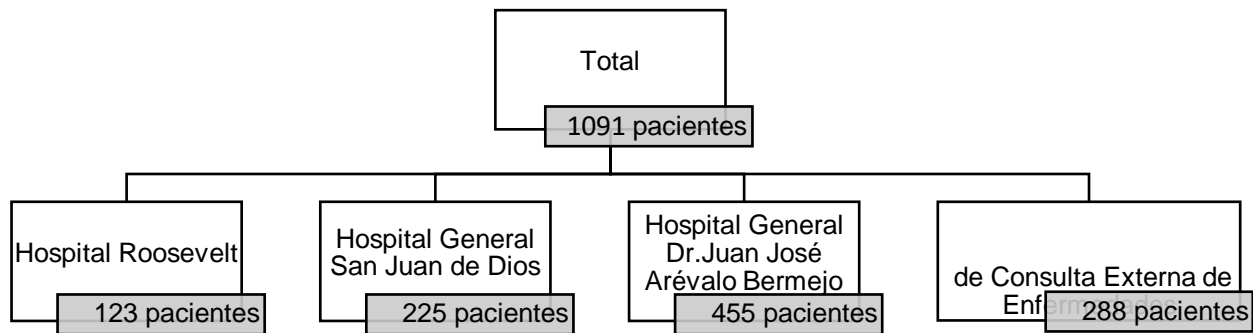 Total
1091 pacientes
Hospital Roosevelt
123 pacientes
Hospital General
San Juan de Dios
225 pacientes
Hospital General
Dr.Juan José
Arévalo Bermejo
455 pacientes
de Consulta Externa de
Enfermedades
288 pacientes